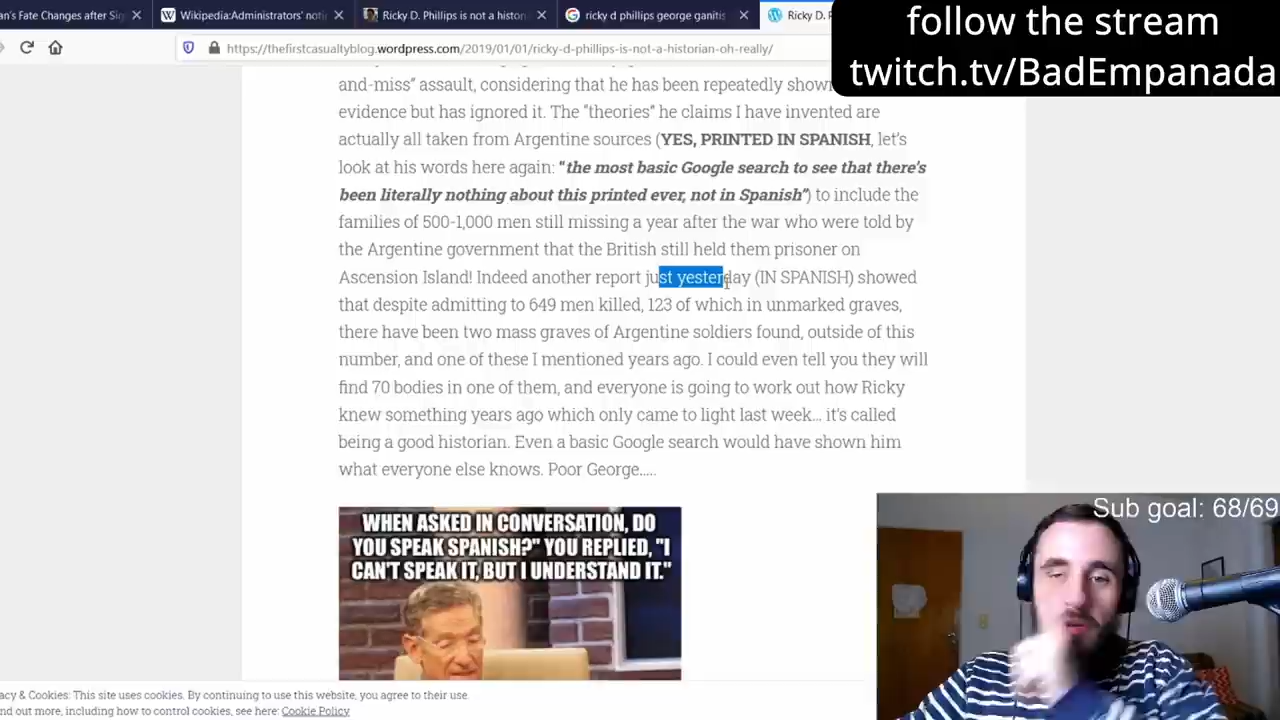 an's Fate Changes after Si
Wikipedia:Administrators' noti
Ricky D. Phillips is not a histori
ricky d phillips george ganitis
Ricky D. P
follow the stream
twitch.tv/BadEmpanada
https://thefirstcasualtyblog.wordpress.com/2019/01/01/ricky-d-phillips-is-not-a-historian-oh-really/
and-miss” assault, considering that he has been repeatedly shown
evidence but has ignored it. The “theories” he claims I have invented are
actually all taken from Argentine sources (YES, PRINTED IN SPANISH, let’s
look at his words here again: “the most basic Google search to see that there’s
been literally nothing about this printed ever, not in Spanish”) to include the
families of 500-1,000 men still missing a year after the war who were told by
the Argentine government that the British still held them prisoner on
Ascension Island! Indeed another report just yesterday (IN SPANISH) showed
that despite admitting to 649 men killed, 123 of which in unmarked graves,
there have been two mass graves of Argentine soldiers found, outside of this
number, and one of these I mentioned years ago. I could even tell you they will
find 70 bodies in one of them, and everyone is going to work out how Ricky
knew something years ago which only came to light last week… it’s called
being a good historian. Even a basic Google search would have shown him
what everyone else knows. Poor George…..
WHEN ASKED IN CONVERSATION, DO
YOU SPEAK SPANISH?" YOU REPLIED, "I
CAN'T SPEAK IT, BUT I UNDERSTAND IT."
Sub goal: 68/69
acy & Cookies: This site uses cookies. By continuing to use this website, you agree to their use.
nd out more, including how to control cookies, see here: Cookie Policy